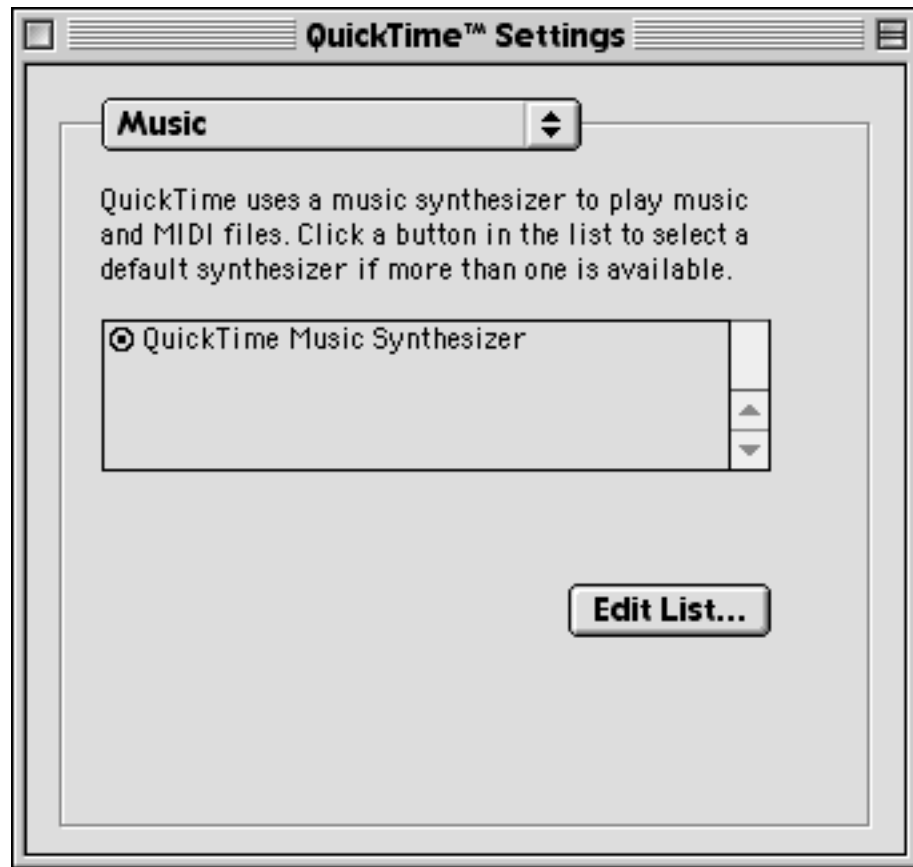 QuickTime™ Settings
Music
QuickTime uses a music synthesizer to play music
and MIDI files. Click a button in the list to select a
default synthesizer if more than one is available.
QuickTime Music Synthesizer
Edit List...